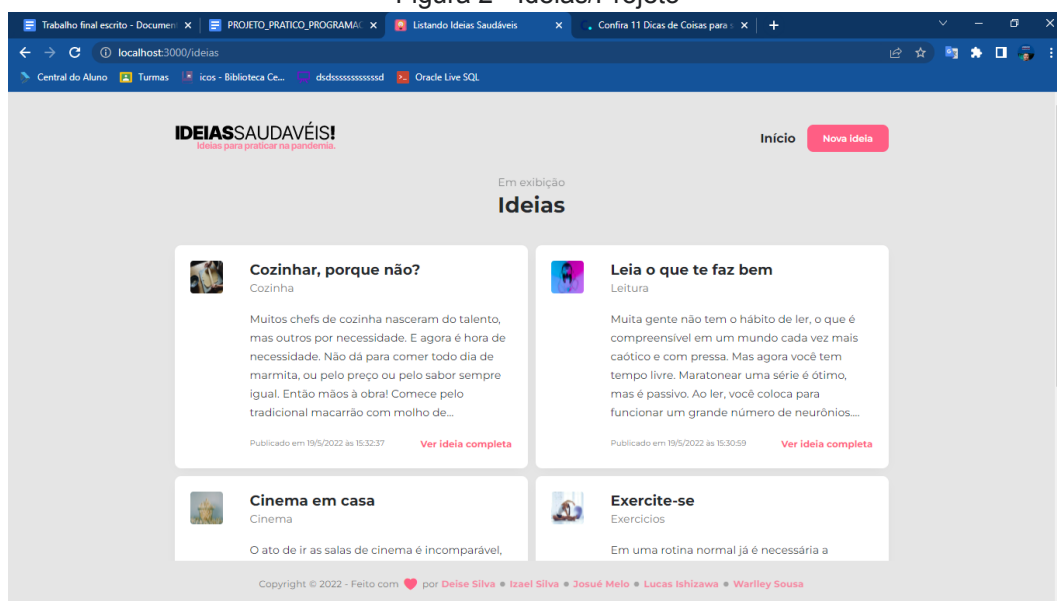 Figura 2 - Ideias/Projeto
Trabalho final escrito - Document
PROJETO_PRATICO_PROGRAMAC
Listando Ideias Saudáveis
Confira 11 Dicas de Coisas para s
localhost:3000/ideias
Central do Aluno
Turmas
icos - Biblioteca Ce...
dsdsssssssssssd
Oracle Live SQL
IDEIASSAUDAVÉIS!
Ideias para praticar na pandemia.
Início
Nova ideia
Em exibição
Ideias
Cozinhar, porque não?
Cozinha
Muitos chefs de cozinha nasceram do talento,
mas outros por necessidade. E agora é hora de
necessidade. Não dá para comer todo dia de
marmita, ou pelo preço ou pelo sabor sempre
igual. Então mãos à obra! Comece pelo
tradicional macarrão com molho de...
Publicado em 19/5/2022 às 15:32:37
Ver ideia completa
Leia o que te faz bem
Leitura
Muita gente não tem o hábito de ler, o que é
compreensível em um mundo cada vez mais
caótico e com pressa. Mas agora você tem
tempo livre. Maratonear uma série é ótimo,
mas é passivo. Ao ler, você coloca para
funcionar um grande número de neurônios....
Publicado em 19/5/2022 às 15:30:59
Ver ideia completa
Cinema em casa
Cinema
O ato de ir as salas de cinema é incomparável,
Exercite-se
Exercicios
Em uma rotina normal já é necessária a
Copyright © 2022 - Feito com ❤ por Deise Silva • Izael Silva • Josué Melo • Lucas Ishizawa • Warlley Sousa